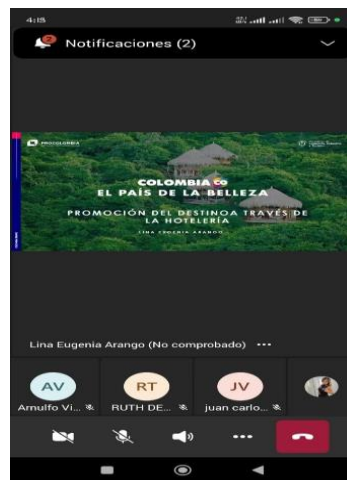 4:15
Notificaciones (2)
PROCOLOMBIA
COLOMBIA CO
EL PAÍS DE LA BELLEZA
PROMOCIÓN DEL DESTINOA TRAVÉS DE
LA HOTELERÍA
LINA EUGENIA ARANGO
Lina Eugenia Arango (No comprobado) •••
AV
RT
JV
Arnulfo Vi...
RUTH DE...
juan carlo...